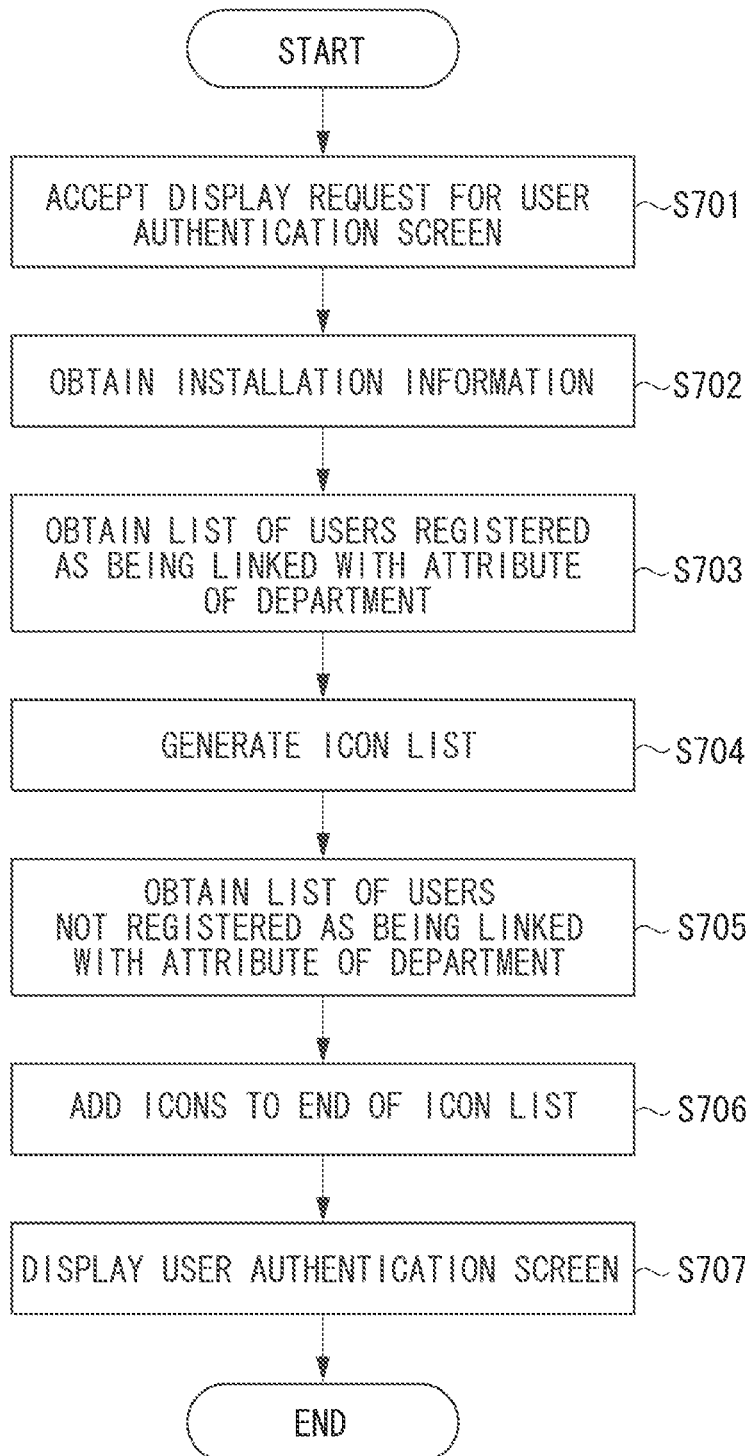 START
ACCEPT DISPLAY REQUEST FOR USER
AUTHENTICATION SCREEN
S701
OBTAIN INSTALLATION INFORMATION
S702
OBTAIN LIST OF USERS REGISTERED
AS BEING LINKED WITH ATTRIBUTE
OF DEPARTMENT
S703
GENERATE ICON LIST
S704
OBTAIN LIST OF USERS
NOT REGISTERED AS BEING LINKED
WITH ATTRIBUTE OF DEPARTMENT
S705
ADD ICONS TO END OF ICON LIST
S706
DISPLAY USER AUTHENTICATION SCREEN
S707
END